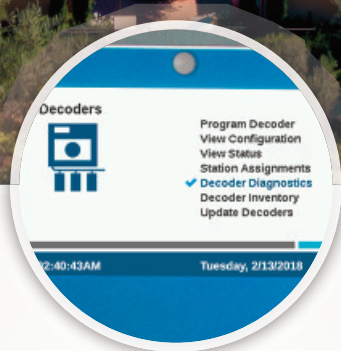 Decoders
Program Decoder
View Configuration
View Status
Station Assignments
✔ Decoder Diagnostics
Decoder Inventory
Update Decoders
2:40:43AM
Tuesday, 2/13/2018